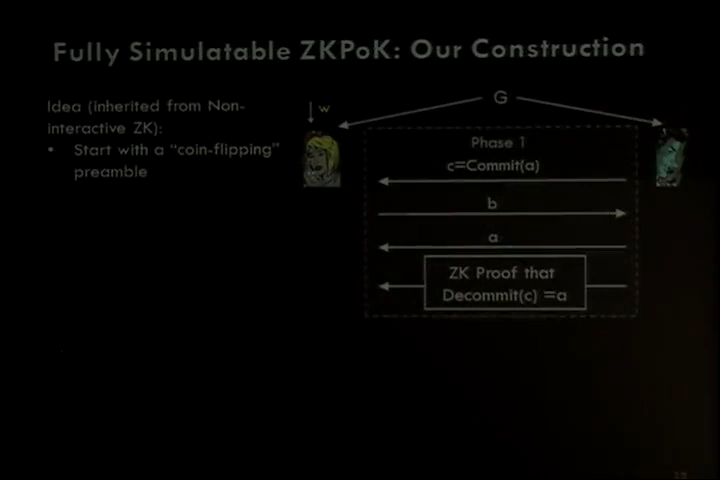 Fully Simulatable ZKPoK: Our Construction
Idea (inherited from Non-
interactive ZK):
• Start with a “coin-flipping”
preamble
w
G
Phase 1
c=Commit(a)
b
a
ZK Proof that
Decommit(c) =a